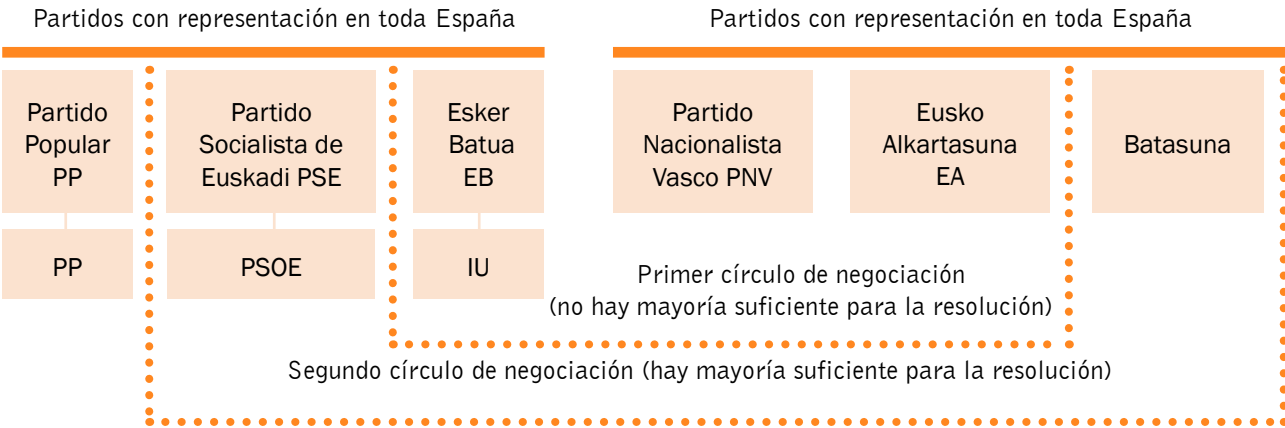 Partidos con representación en toda España
Partidos con representación en toda España
Partido
Popular
PP
Partido
Socialista de
Euskadi PSE
Esker
Batua
EB
Partido
Nacionalista
Vasco PNV
Eusko
Alkartasuna
EA
Batasuna
PP
PSOE
IU
Primer círculo de negociación
(no hay mayoría suficiente para la resolución)
Segundo círculo de negociación (hay mayoría suficiente para la resolución)